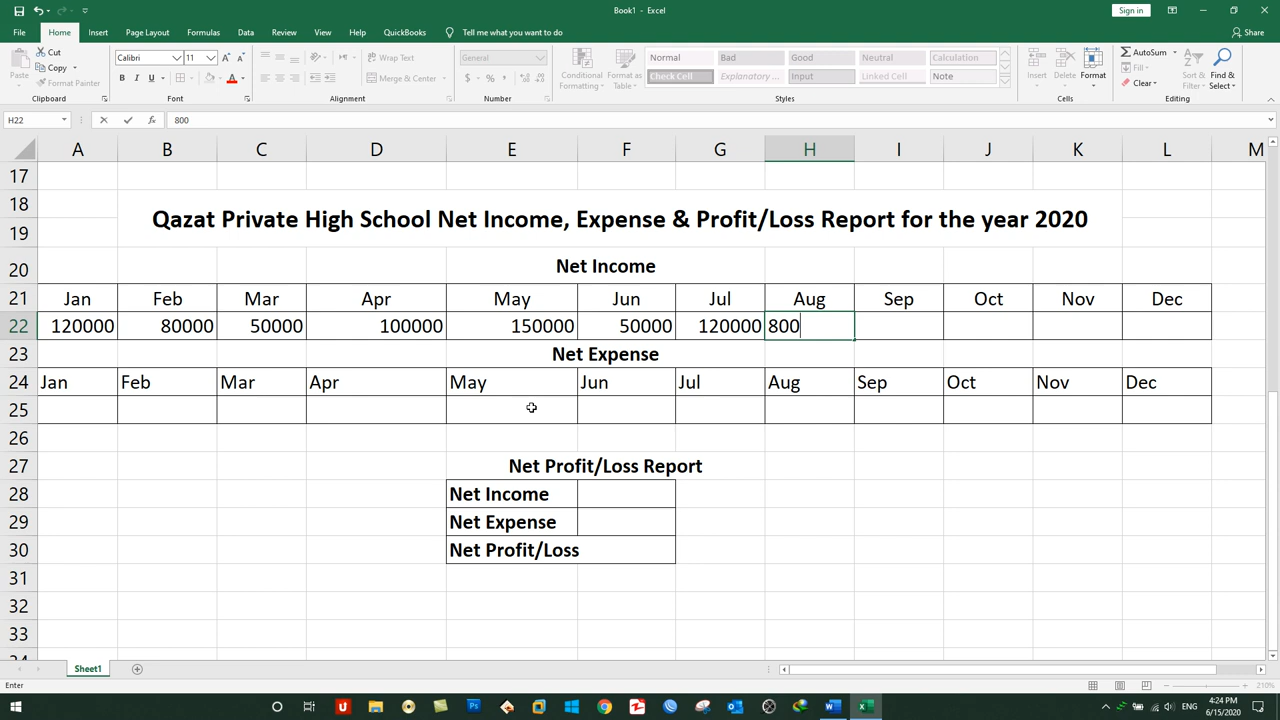 Book1 - Excel
Sign in
File Home Insert Page Layout Formulas Data Review View Help QuickBooks Tell me what you want to do Share
Paste
Cut
Copy
Format Painter
Clipboard
Calibri 11
B I U
Font
Wrap Text
Merge & Center
Alignment
General
$ % ,
Number
Conditional Formatting
Format as Table
Normal Bad Good Neutral Calculation
Check Cell Explanatory ... Input Linked Cell Note
Styles
Insert Delete Format
Cells
AutoSum
Fill
Clear
Sort & Filter
Find & Select
Editing
H22 fx 800
A B C D E F G H I J K L M
17
18
19
Qazat Private High School Net Income, Expense & Profit/Loss Report for the year 2020
20 Net Income
21 Jan Feb Mar Apr May Jun Jul Aug Sep Oct Nov Dec
22 120000 80000 50000 100000 150000 50000 120000 800
23 Net Expense
24 Jan Feb Mar Apr May Jun Jul Aug Sep Oct Nov Dec
25
26
27 Net Profit/Loss Report
28 Net Income
29 Net Expense
30 Net Profit/Loss
31
32
33
Sheet1
Enter
210%
4:24 PM
6/15/2020